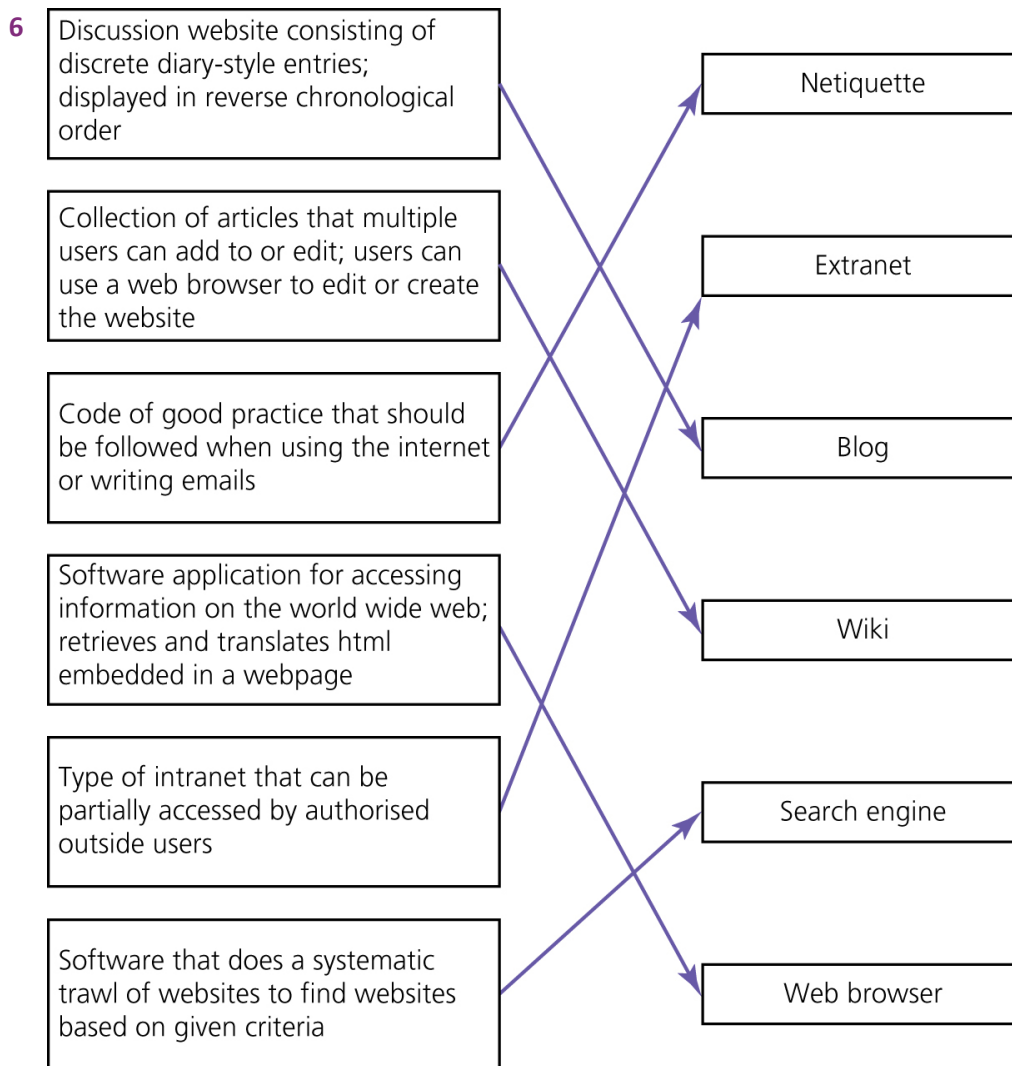 6
Discussion website consisting of
discrete diary-style entries;
displayed in reverse chronological
order
Collection of articles that multiple
users can add to or edit; users can
use a web browser to edit or create
the website
Code of good practice that should
be followed when using the internet
or writing emails
Software application for accessing
information on the world wide web;
retrieves and translates html
embedded in a webpage
Type of intranet that can be
partially accessed by authorised
outside users
Software that does a systematic
trawl of websites to find websites
based on given criteria
Netiquette
Extranet
Blog
Wiki
Search engine
Web browser